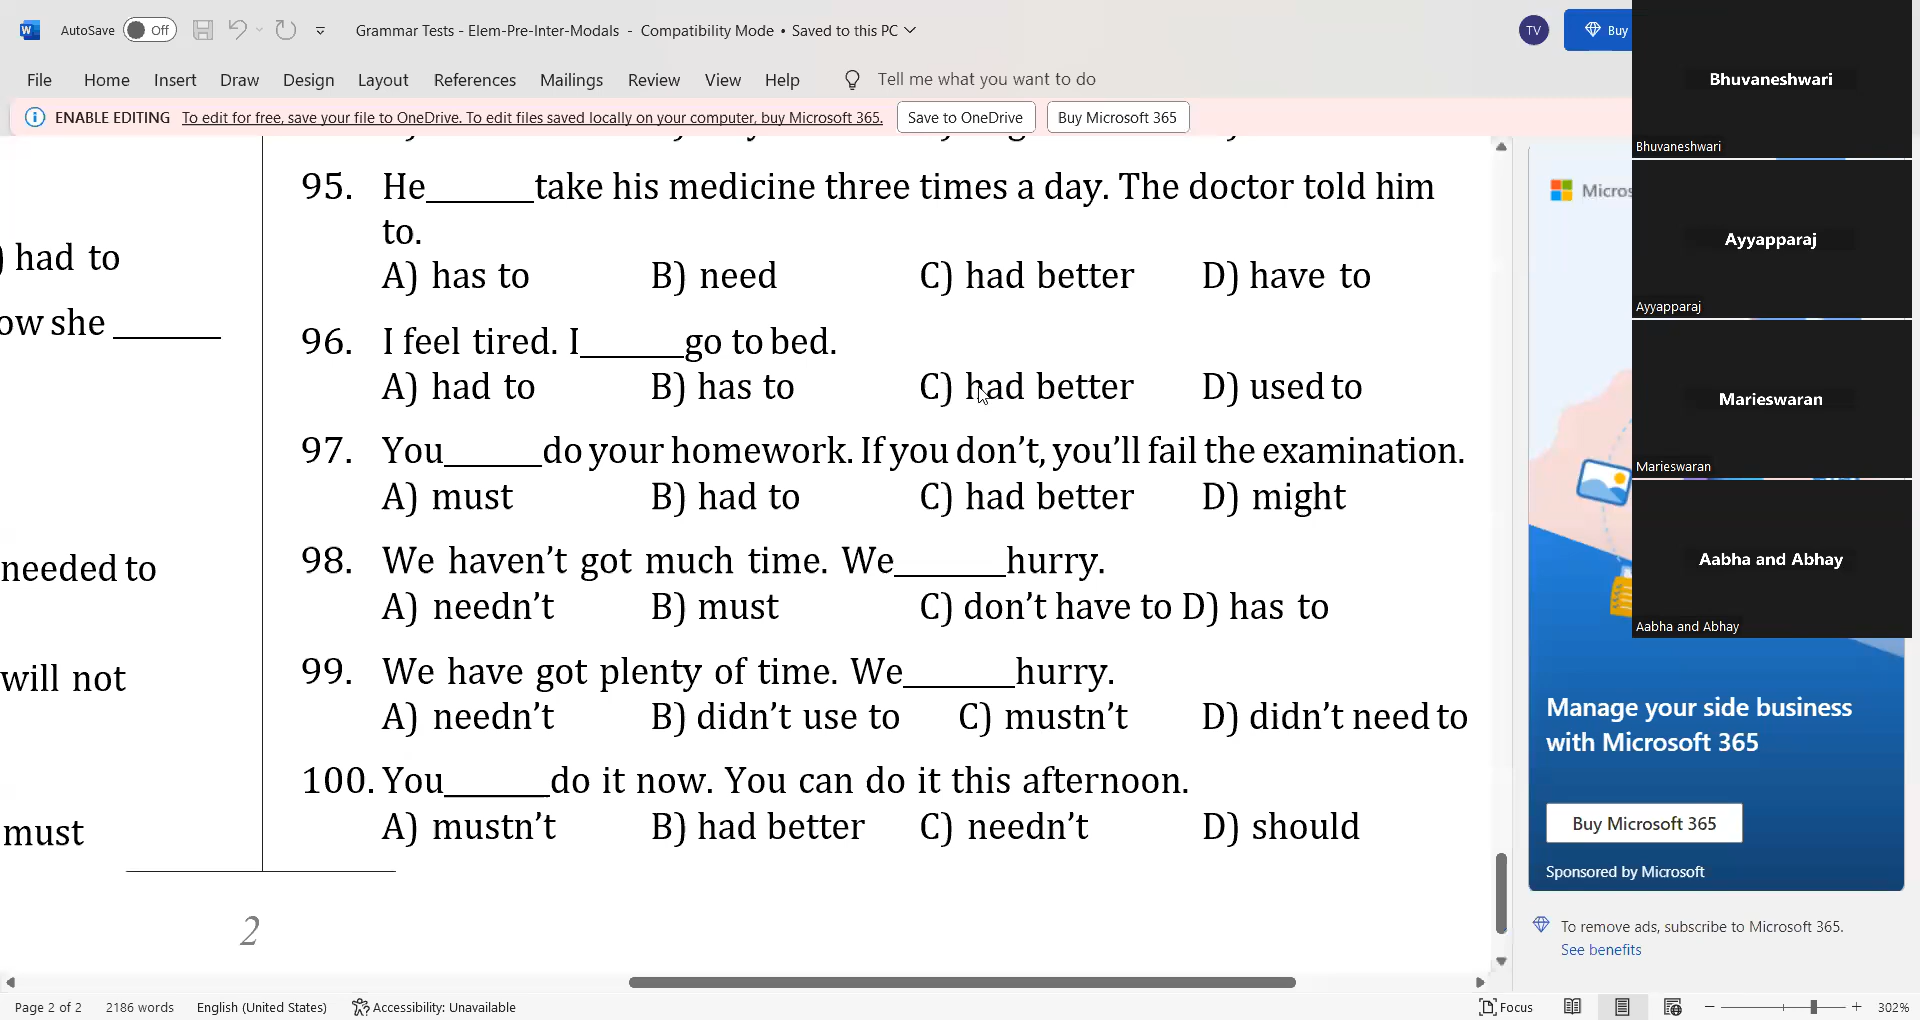 AutoSave Off
Grammar Tests - Elem-Pre-Inter-Modals - Compatibility Mode • Saved to this PC
TV
Buy
File Home Insert Draw Design Layout References Mailings Review View Help Tell me what you want to do
ENABLE EDITING To edit for free, save your file to OneDrive. To edit files saved locally on your computer, buy Microsoft 365. Save to OneDrive Buy Microsoft 365
) had to
ow she _______
needed to
will not
must
2
95. He_______take his medicine three times a day. The doctor told him
to.
A) has to B) need C) had better D) have to
96. I feel tired. I_______go to bed.
A) had to B) has to C) had better D) used to
97. You______do your homework. If you don’t, you’ll fail the examination.
A) must B) had to C) had better D) might
98. We haven’t got much time. We_______hurry.
A) needn’t B) must C) don’t have to D) has to
99. We have got plenty of time. We_______hurry.
A) needn’t B) didn’t use to C) mustn’t D) didn’t need to
100. You_______do it now. You can do it this afternoon.
A) mustn’t B) had better C) needn’t D) should
Bhuvaneshwari
Bhuvaneshwari
Ayyapparaj
Ayyapparaj
Marieswaran
Marieswaran
Aabha and Abhay
Aabha and Abhay
Micros
Manage your side business
with Microsoft 365
Buy Microsoft 365
Sponsored by Microsoft
To remove ads, subscribe to Microsoft 365.
See benefits
Page 2 of 2 2186 words English (United States) Accessibility: Unavailable Focus 302%